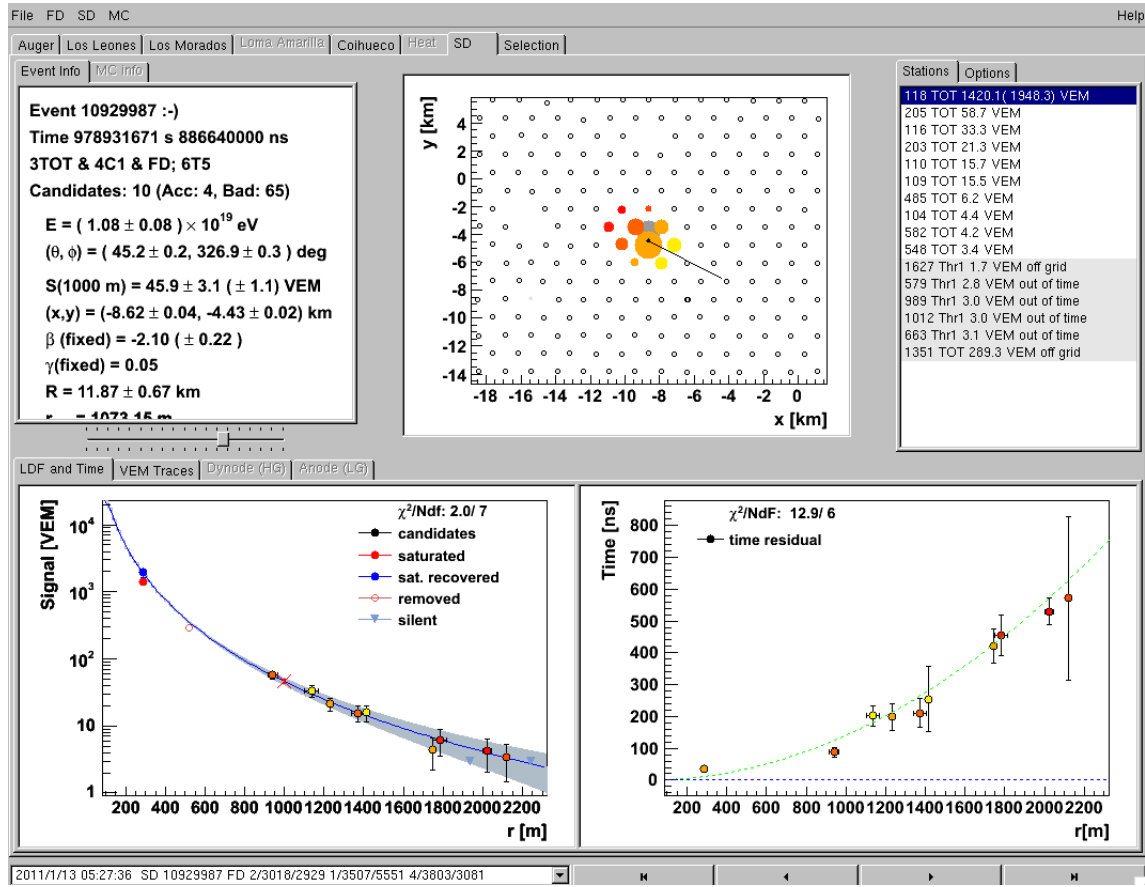 File FD SD MC Help
Auger Los Leones Los Morados Loma Amarilla Coihueco Heat SD Selection
Event Info MC info
Event 10929987 :-)
Time 978931671 s 886640000 ns
3TOT & 4C1 & FD; 6T5
Candidates: 10 (Acc: 4, Bad: 65)
E = ( 1.08 ± 0.08 ) × 10^19 eV
(θ, ϕ) = ( 45.2 ± 0.2, 326.9 ± 0.3 ) deg
S(1000 m) = 45.9 ± 3.1 ( ± 1.1) VEM
(x,y) = (-8.62 ± 0.04, -4.43 ± 0.02) km
β (fixed) = -2.10 ( ± 0.22 )
γ(fixed) = 0.05
R = 11.87 ± 0.67 km
= 1073.15 m
y [km]
4
2
0
-2
-4
-6
-8
-10
-12
-14
-18 -16 -14 -12 -10 -8 -6 -4 -2 0
x [km]
Stations Options
118 TOT 1420.1( 1948.3) VEM
205 TOT 58.7 VEM
116 TOT 33.3 VEM
203 TOT 21.3 VEM
110 TOT 15.7 VEM
109 TOT 15.5 VEM
485 TOT 6.2 VEM
104 TOT 4.4 VEM
582 TOT 4.2 VEM
548 TOT 3.4 VEM
1627 Thr1 1.7 VEM off grid
579 Thr1 2.8 VEM out of time
989 Thr1 3.0 VEM out of time
1012 Thr1 3.0 VEM out of time
663 Thr1 3.1 VEM out of time
1351 TOT 289.3 VEM off grid
LDF and Time VEM Traces Dynode (HG) Anode (LG)
Signal [VEM]
10^4
10^3
10^2
10
1
χ²/Ndf: 2.0/ 7
candidates
saturated
sat. recovered
removed
silent
200 400 600 800 1000 1200 1400 1600 1800 2000 2200
r [m]
Time [ns]
800
700
600
500
400
300
200
100
0
χ²/NdF: 12.9/ 6
time residual
200 400 600 800 1000 1200 1400 1600 1800 2000 2200
r[m]
2011/1/13 05:27:36 SD 10929987 FD 2/3018/2929 1/3507/5551 4/3803/3081